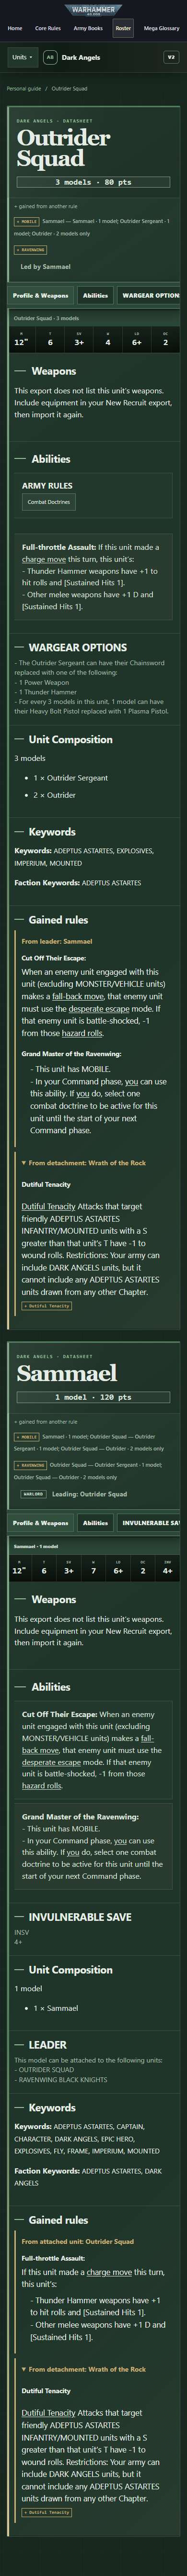 WARHAMMER
Home
Core Rules
Army Books
Roster
Mega Glossary
Units
AB
Dark Angels
V2
Personal guide / Outrider Squad
DARK ANGELS · DATASHEET
Outrider
Squad
3 models · 80 pts
+ gained from another rule
+ MOBILE Sammael — Sammael · 1 model; Outrider Sergeant · 1
model; Outrider · 2 models only
+ RAVENWING
Led by Sammael
Profile & Weapons
Abilities
WARGEAR OPTION
Outrider Squad · 3 models
M
T
SV
W
LD
OC
12"
6
3+
4
6+
2
Weapons
This export does not list this unit's weapons.
Include equipment in your New Recruit export,
then import it again.
Abilities
ARMY RULES
Combat Doctrines
Full-throttle Assault: If this unit made a
charge move this turn, this unit's:
- Thunder Hammer weapons have +1 to
hit rolls and [Sustained Hits 1].
- Other melee weapons have +1 D and
[Sustained Hits 1].
WARGEAR OPTIONS
- The Outrider Sergeant can have their Chainsword
replaced with one of the following:
- 1 Power Weapon
- 1 Thunder Hammer
- For every 3 models in this unit, 1 model can have
their Heavy Bolt Pistol replaced with 1 Plasma Pistol.
Unit Composition
3 models
• 1 × Outrider Sergeant
• 2 × Outrider
Keywords
Keywords: ADEPTUS ASTARTES, EXPLOSIVES,
IMPERIUM, MOUNTED
Faction Keywords: ADEPTUS ASTARTES
Gained rules
From leader: Sammael
Cut Off Their Escape:
When an enemy unit engaged with this
unit (excluding MONSTER/VEHICLE units)
makes a fall-back move, that enemy unit
must use the desperate escape mode. If
that enemy unit is battle-shocked, -1
from those hazard rolls.
Grand Master of the Ravenwing:
- This unit has MOBILE.
- In your Command phase, you can use
this ability. If you do, select one
combat doctrine to be active for this
unit until the start of your next
Command phase.
▼ From detachment: Wrath of the Rock
Dutiful Tenacity
Dutiful Tenacity Attacks that target
friendly ADEPTUS ASTARTES
INFANTRY/MOUNTED units with a S
greater than that unit's T have -1 to
wound rolls. Restrictions: Your army can
include DARK ANGELS units, but it
cannot include any ADEPTUS ASTARTES
units drawn from any other Chapter.
+ Dutiful Tenacity
DARK ANGELS · DATASHEET
Sammael
1 model · 120 pts
+ gained from another rule
+ MOBILE Sammael · 1 model; Outrider Squad — Outrider
Sergeant · 1 model; Outrider Squad — Outrider · 2 models only
+ RAVENWING Outrider Squad — Outrider Sergeant · 1 model;
Outrider Squad — Outrider · 2 models only
WARLORD Leading: Outrider Squad
Profile & Weapons
Abilities
INVULNERABLE SAV
Sammael · 1 model
M
T
SV
W
LD
OC
INV
12"
6
3+
7
6+
2
4+
Weapons
This export does not list this unit's weapons.
Include equipment in your New Recruit export,
then import it again.
Abilities
Cut Off Their Escape: When an enemy
unit engaged with this unit (excluding
MONSTER/VEHICLE units) makes a fall-
back move, that enemy unit must use the
desperate escape mode. If that enemy
unit is battle-shocked, -1 from those
hazard rolls.
Grand Master of the Ravenwing:
- This unit has MOBILE.
- In your Command phase, you can use
this ability. If you do, select one combat
doctrine to be active for this unit until the
start of your next Command phase.
INVULNERABLE SAVE
INSV
4+
Unit Composition
1 model
• 1 × Sammael
LEADER
This model can be attached to the following units:
- OUTRIDER SQUAD
- RAVENWING BLACK KNIGHTS
Keywords
Keywords: ADEPTUS ASTARTES, CAPTAIN,
CHARACTER, DARK ANGELS, EPIC HERO,
EXPLOSIVES, FLY, FRAME, IMPERIUM, MOUNTED
Faction Keywords: ADEPTUS ASTARTES, DARK
ANGELS
Gained rules
From attached unit: Outrider Squad
Full-throttle Assault:
If this unit made a charge move this turn,
this unit's:
- Thunder Hammer weapons have +1
to hit rolls and [Sustained Hits 1].
- Other melee weapons have +1 D and
[Sustained Hits 1].
▼ From detachment: Wrath of the Rock
Dutiful Tenacity
Dutiful Tenacity Attacks that target
friendly ADEPTUS ASTARTES
INFANTRY/MOUNTED units with a S
greater than that unit's T have -1 to
wound rolls. Restrictions: Your army can
include DARK ANGELS units, but it
cannot include any ADEPTUS ASTARTES
units drawn from any other Chapter.
+ Dutiful Tenacity